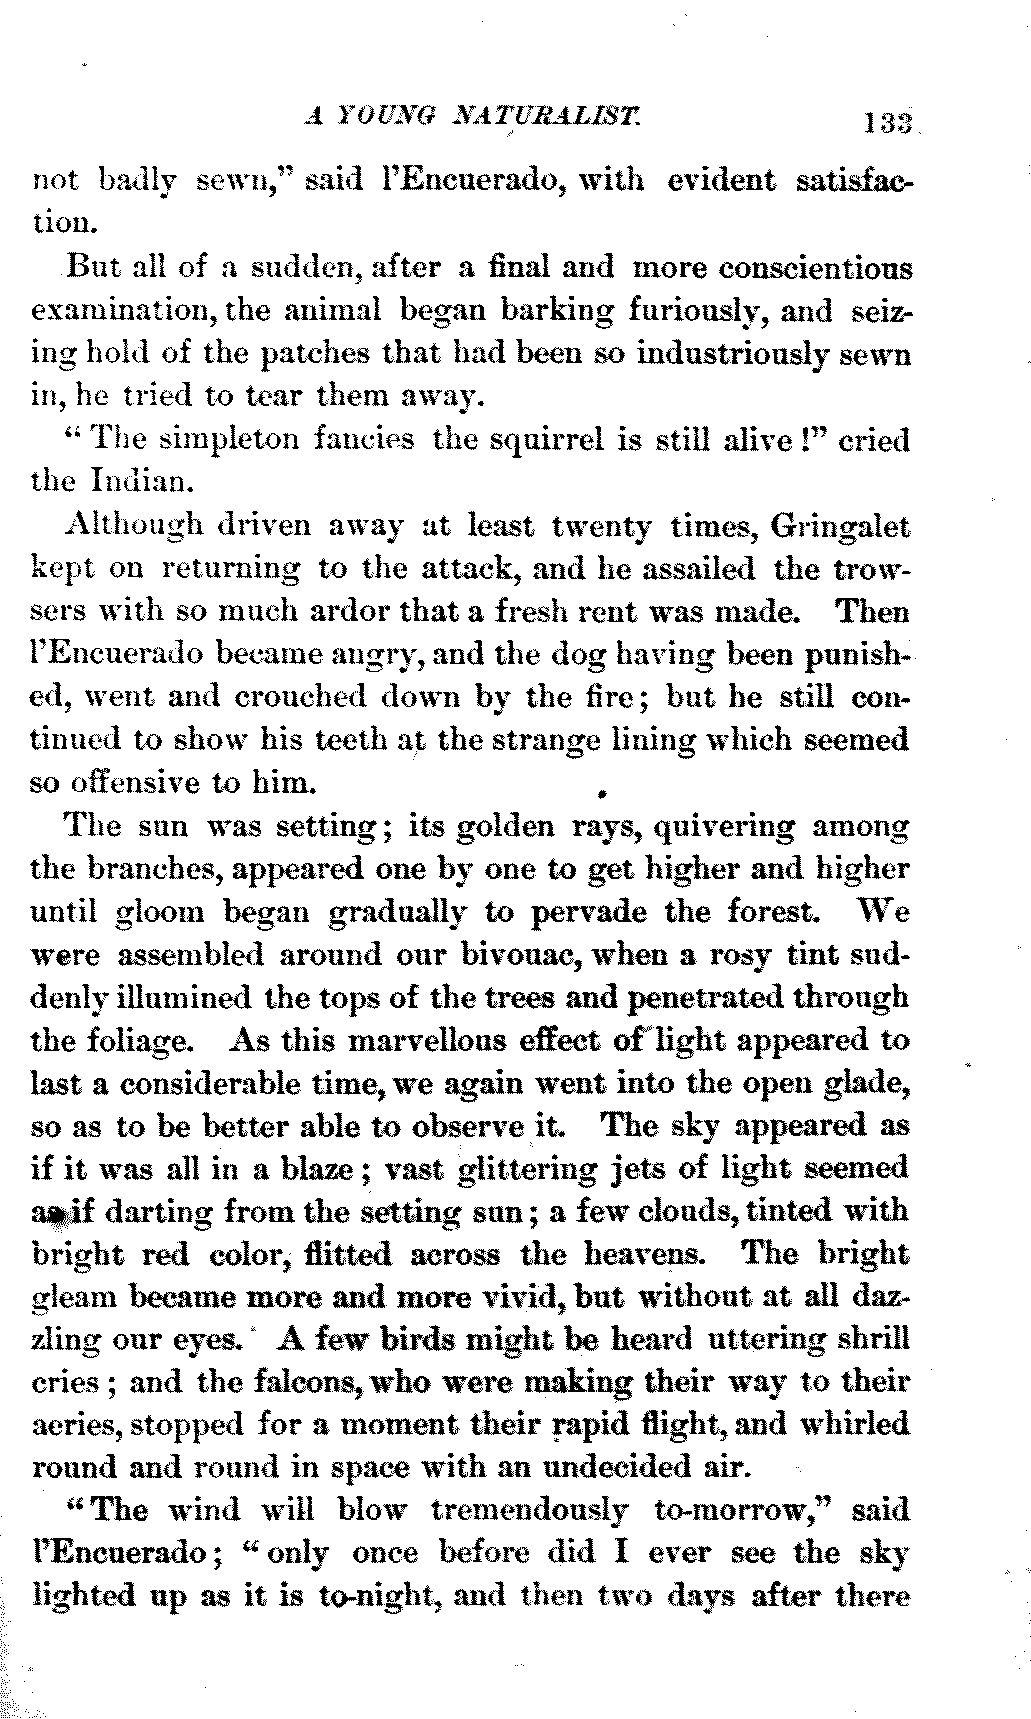 A YOUNG NATURALIST. 133
not badly sewn," said l'Encuerado, with evident satisfac-
tion.
But all of a sudden, after a final and more conscientious
examination, the animal began barking furiously, and seiz-
ing hold of the patches that had been so industriously sewn
in, he tried to tear them away.
"The simpleton fancies the squirrel is still alive!" cried
the Indian.
Although driven away at least twenty times, Gringalet
kept on returning to the attack, and he assailed the trow-
sers with so much ardor that a fresh rent was made. Then
l'Encuerado became angry, and the dog having been punish-
ed, went and crouched down by the fire; but he still con-
tinued to show his teeth at the strange lining which seemed
so offensive to him.
The sun was setting; its golden rays, quivering among
the branches, appeared one by one to get higher and higher
until gloom began gradually to pervade the forest. We
were assembled around our bivouac, when a rosy tint sud-
denly illumined the tops of the trees and penetrated through
the foliage. As this marvellous effect of light appeared to
last a considerable time, we again went into the open glade,
so as to be better able to observe it. The sky appeared as
if it was all in a blaze; vast glittering jets of light seemed
as if darting from the setting sun; a few clouds, tinted with
bright red color, flitted across the heavens. The bright
gleam became more and more vivid, but without at all daz-
zling our eyes. A few birds might be heard uttering shrill
cries; and the falcons, who were making their way to their
aeries, stopped for a moment their rapid flight, and whirled
round and round in space with an undecided air.
"The wind will blow tremendously to-morrow," said
l'Encuerado; "only once before did I ever see the sky
lighted up as it is to-night, and then two days after there